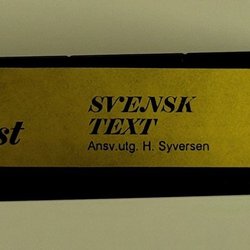 st
SVENSK
TEXT
Ansv.utg. H. Syversen